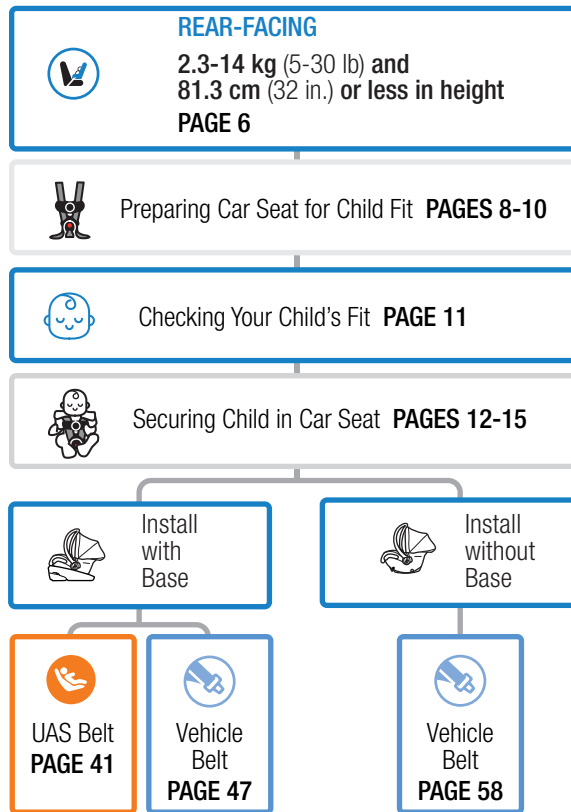 REAR-FACING
2.3-14 kg (5-30 lb) and
81.3 cm (32 in.) or less in height
PAGE 6
Preparing Car Seat for Child Fit PAGES 8-10
Checking Your Child's Fit PAGE 11
Securing Child in Car Seat PAGES 12-15
Install
with
Base
Install
without
Base
UAS Belt
PAGE 41
Vehicle
Belt
PAGE 47
Vehicle
Belt
PAGE 58